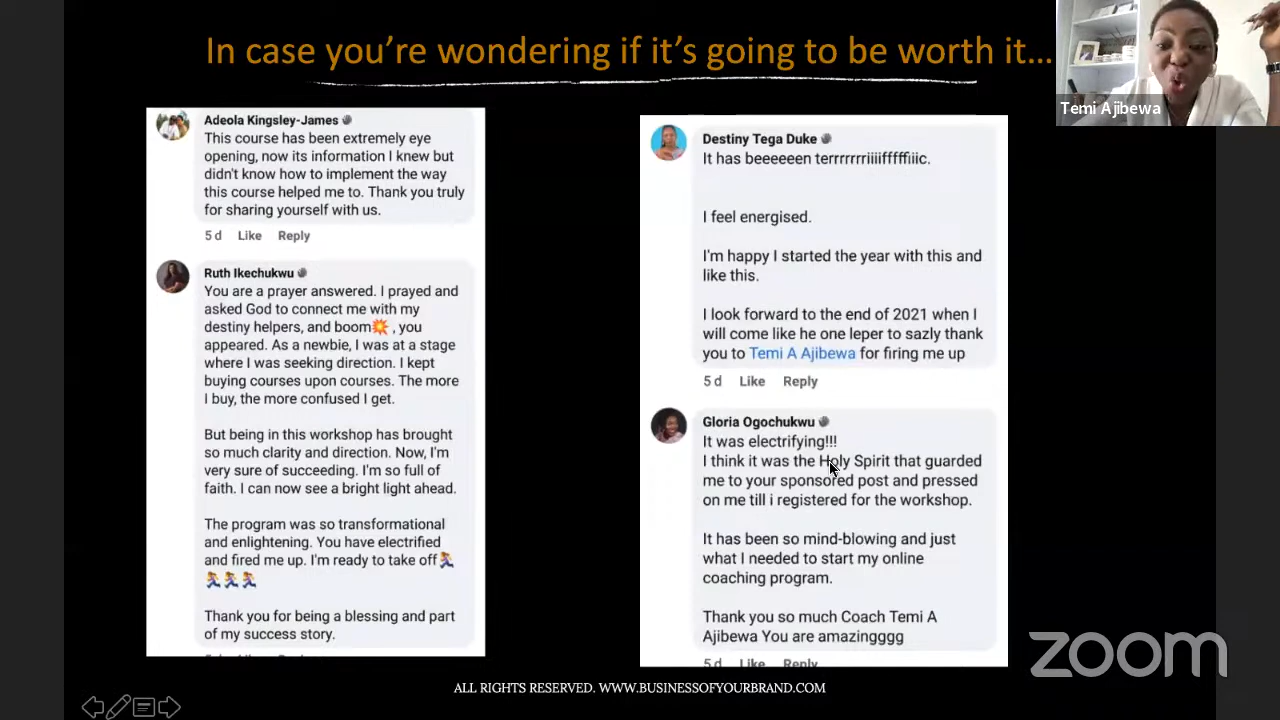 In case you're wondering if it's going to be worth it...
Temi Ajibewa
Adeola Kingsley-James
This course has been extremely eye
opening, now its information I knew but
didn't know how to implement the way
this course helped me to. Thank you truly
for sharing yourself with us.
5 d Like Reply
Ruth Ikechukwu
You are a prayer answered. I prayed and
asked God to connect me with my
destiny helpers, and boom💥 , you
appeared. As a newbie, I was at a stage
where I was seeking direction. I kept
buying courses upon courses. The more
I buy, the more confused I get.
But being in this workshop has brought
so much clarity and direction. Now, I'm
very sure of succeeding. I'm so full of
faith. I can now see a bright light ahead.
The program was so transformational
and enlightening. You have electrified
and fired me up. I'm ready to take off🏃
🏃🏃🏃
Thank you for being a blessing and part
of my success story.
Destiny Tega Duke
It has beeeeeen terrrrrrriiiifffffiiic.
I feel energised.
I'm happy I started the year with this and
like this.
I look forward to the end of 2021 when I
will come like he one leper to sazly thank
you to Temi A Ajibewa for firing me up
5 d Like Reply
Gloria Ogochukwu
It was electrifying!!!
I think it was the Holy Spirit that guarded
me to your sponsored post and pressed
on me till i registered for the workshop.
It has been so mind-blowing and just
what I needed to start my online
coaching program.
Thank you so much Coach Temi A
Ajibewa You are amazingggg
5 d Like Reply
zoom
ALL RIGHTS RESERVED. WWW.BUSINESSOFYOURBRAND.COM